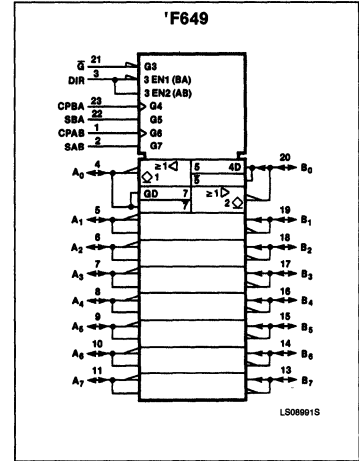 'F649
G̅ 21 G3
DIR 3 3 EN1 (BA)
3 EN2 (AB)
CPBA 23 G4
SBA 22 G5
CPAB 1 G6
SAB 2 G7
A0 4 ≥1 1 5 4D 20 B0
5̅
GD 7 ≥1 2
7̅
A1 5 19 B1
A2 6 18 B2
A3 7 17 B3
A4 8 16 B4
A5 9 15 B5
A6 10 14 B6
A7 11 13 B7
LS08991S